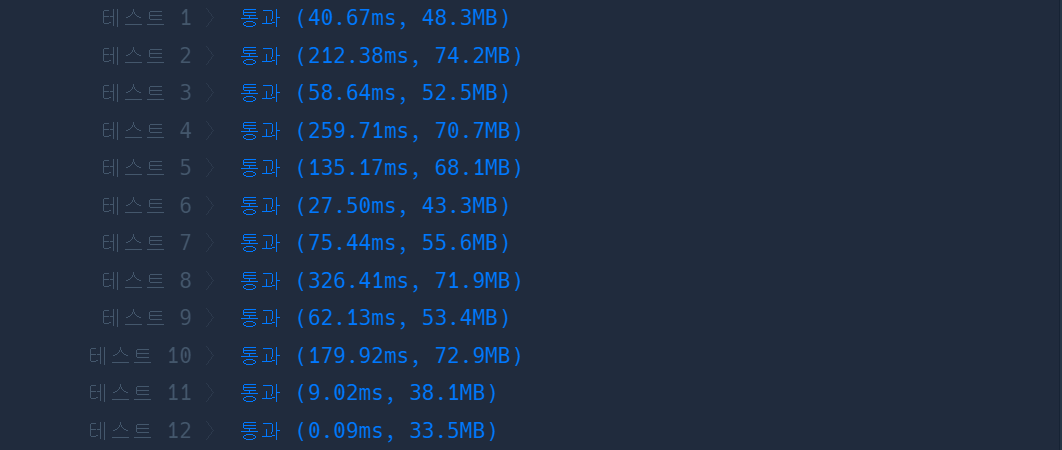 테스트 1 〉 통과 (40.67ms, 48.3MB)
테스트 2 〉 통과 (212.38ms, 74.2MB)
테스트 3 〉 통과 (58.64ms, 52.5MB)
테스트 4 〉 통과 (259.71ms, 70.7MB)
테스트 5 〉 통과 (135.17ms, 68.1MB)
테스트 6 〉 통과 (27.50ms, 43.3MB)
테스트 7 〉 통과 (75.44ms, 55.6MB)
테스트 8 〉 통과 (326.41ms, 71.9MB)
테스트 9 〉 통과 (62.13ms, 53.4MB)
테스트 10 〉 통과 (179.92ms, 72.9MB)
테스트 11 〉 통과 (9.02ms, 38.1MB)
테스트 12 〉 통과 (0.09ms, 33.5MB)